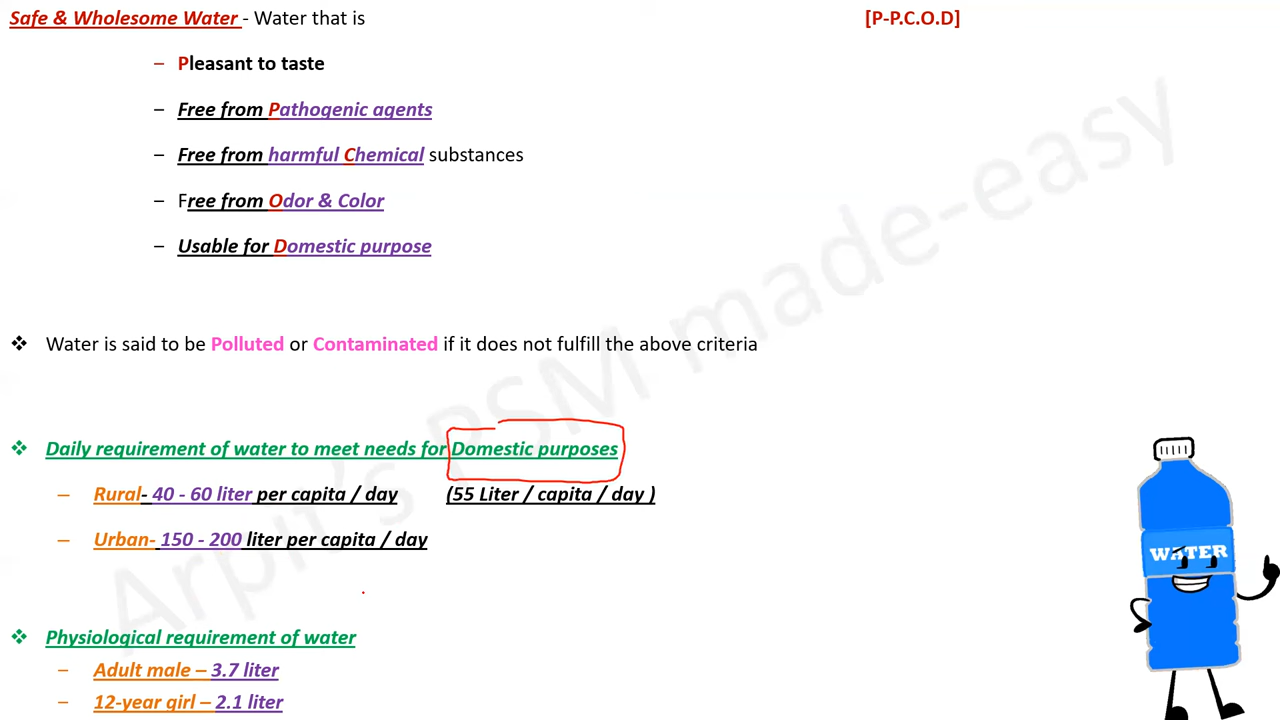 Safe & Wholesome Water - Water that is [P-P.C.O.D]
– Pleasant to taste
– Free from Pathogenic agents
– Free from harmful Chemical substances
– Free from Odor & Color
– Usable for Domestic purpose
❖ Water is said to be Polluted or Contaminated if it does not fulfill the above criteria
❖ Daily requirement of water to meet needs for Domestic purposes
– Rural- 40 - 60 liter per capita / day (55 Liter / capita / day )
– Urban- 150 - 200 liter per capita / day
❖ Physiological requirement of water
– Adult male – 3.7 liter
– 12-year girl – 2.1 liter
WATER
Arpit's PSM made-easy